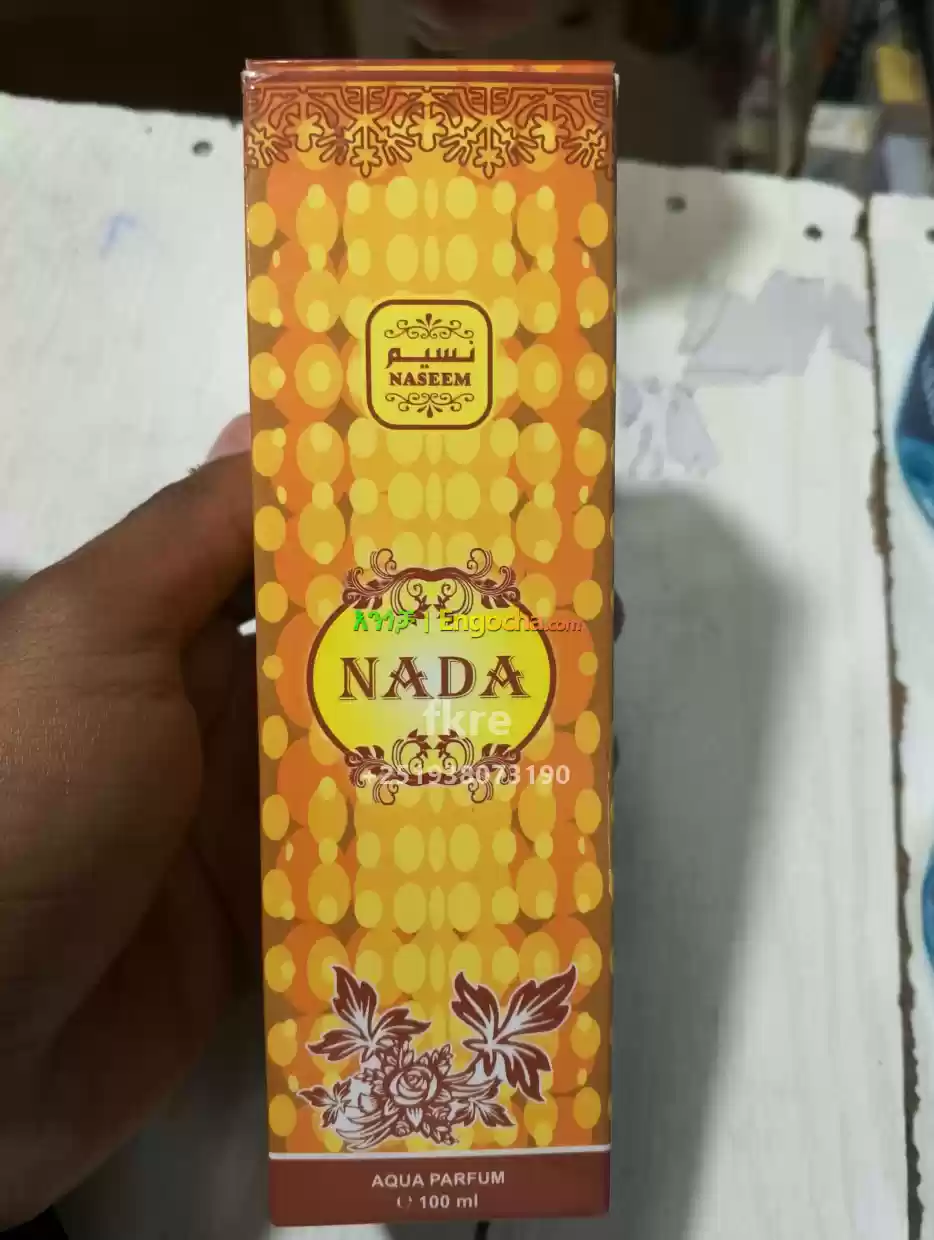 نسيم
NASEEM
እንጎቻ | Engocha.com
NADA
fkre
+251938073190
AQUA PARFUM
℮ 100 ml